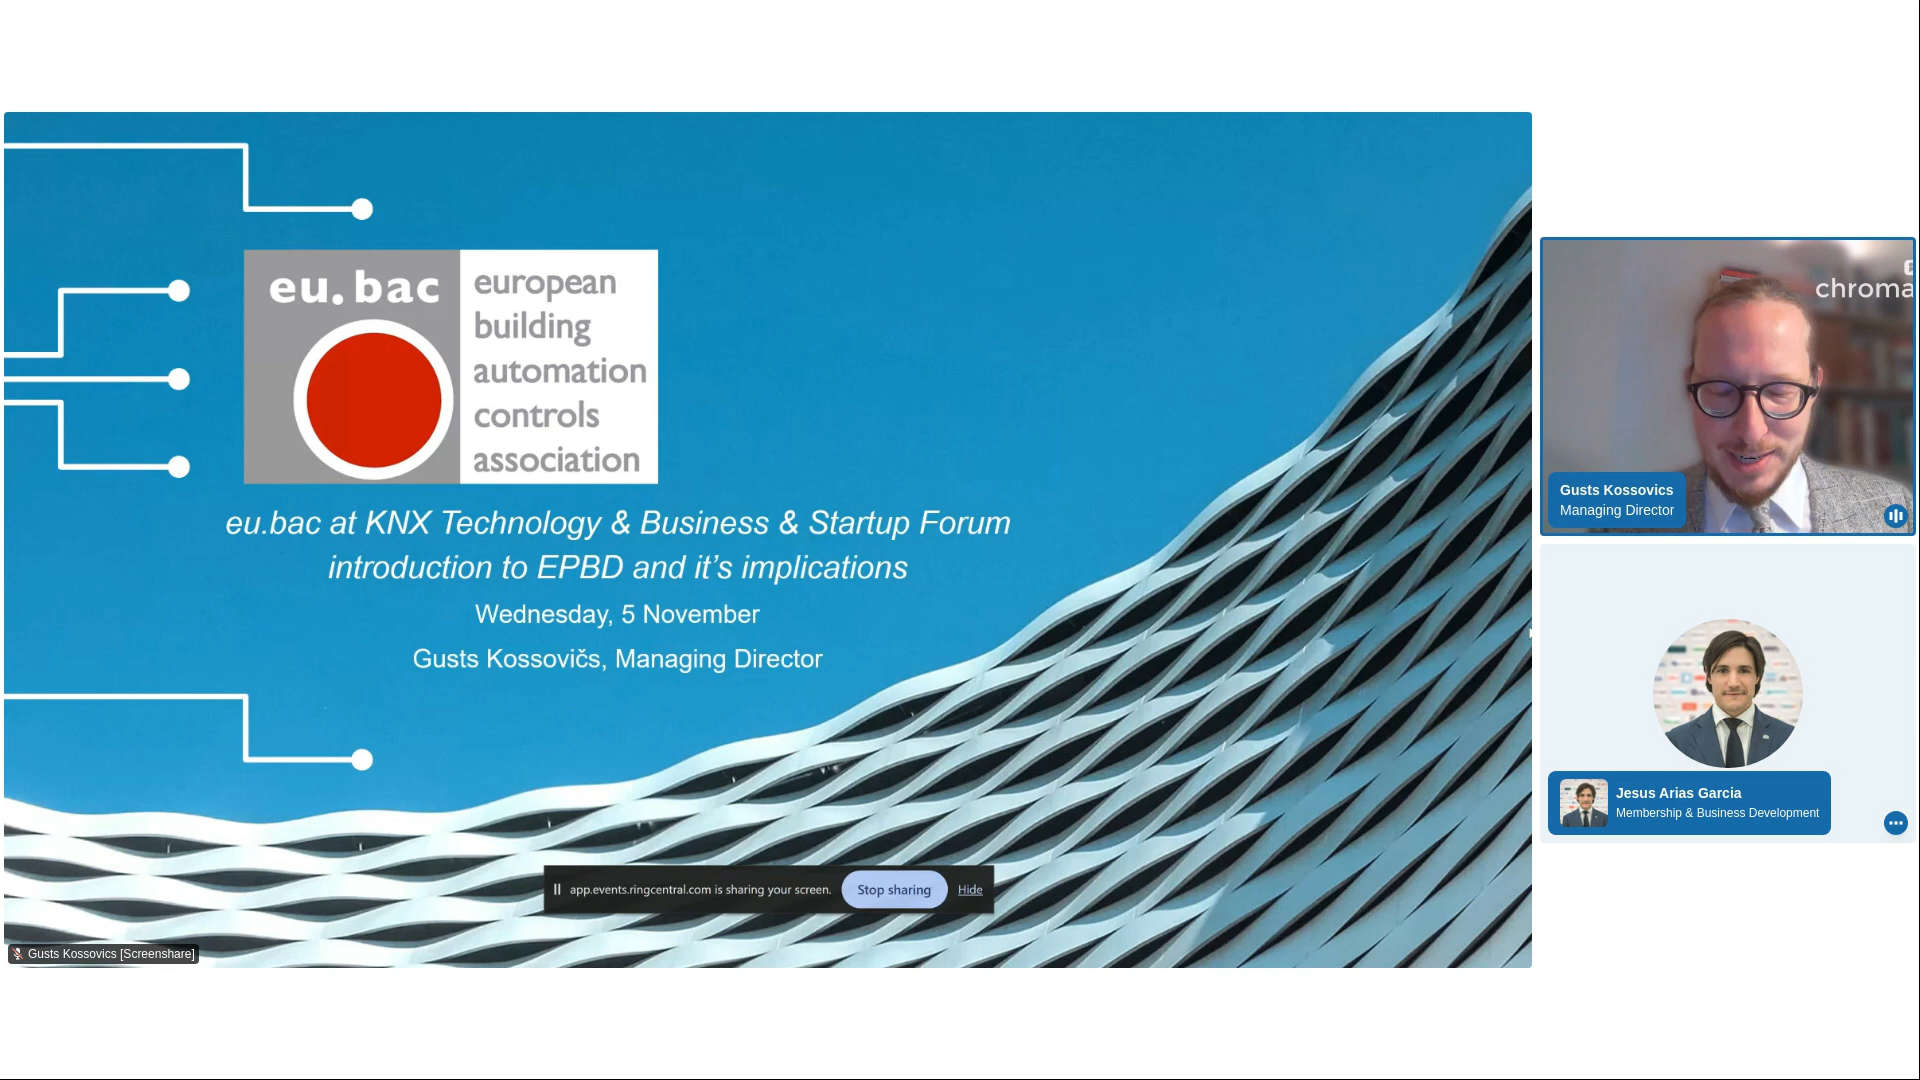 eu.bac
european
building
automation
controls
association
eu.bac at KNX Technology & Business & Startup Forum
introduction to EPBD and it’s implications
Wednesday, 5 November
Gusts Kossovičs, Managing Director
app.events.ringcentral.com is sharing your screen.
Stop sharing
Hide
Gusts Kossovics [Screenshare]
chroma
Gusts Kossovics
Managing Director
Jesus Arias Garcia
Membership & Business Development